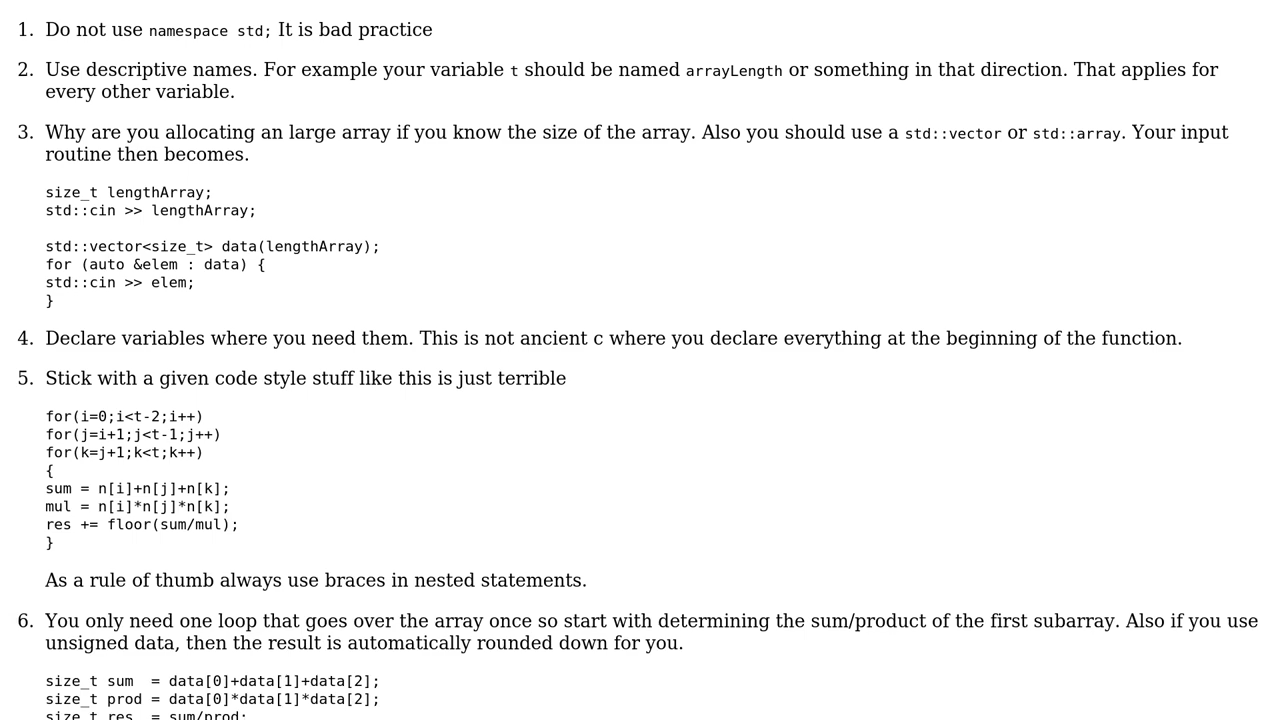 1. Do not use namespace std; It is bad practice
2. Use descriptive names. For example your variable t should be named arrayLength or something in that direction. That applies for
every other variable.
3. Why are you allocating an large array if you know the size of the array. Also you should use a std::vector or std::array. Your input
routine then becomes.
size_t lengthArray;
std::cin >> lengthArray;
std::vector<size_t> data(lengthArray);
for (auto &elem : data) {
std::cin >> elem;
}
4. Declare variables where you need them. This is not ancient c where you declare everything at the beginning of the function.
5. Stick with a given code style stuff like this is just terrible
for(i=0;i<t-2;i++)
for(j=i+1;j<t-1;j++)
for(k=j+1;k<t;k++)
{
sum = n[i]+n[j]+n[k];
mul = n[i]*n[j]*n[k];
res += floor(sum/mul);
}
As a rule of thumb always use braces in nested statements.
6. You only need one loop that goes over the array once so start with determining the sum/product of the first subarray. Also if you use
unsigned data, then the result is automatically rounded down for you.
size_t sum  = data[0]+data[1]+data[2];
size_t prod = data[0]*data[1]*data[2];
size_t res  = sum/prod;